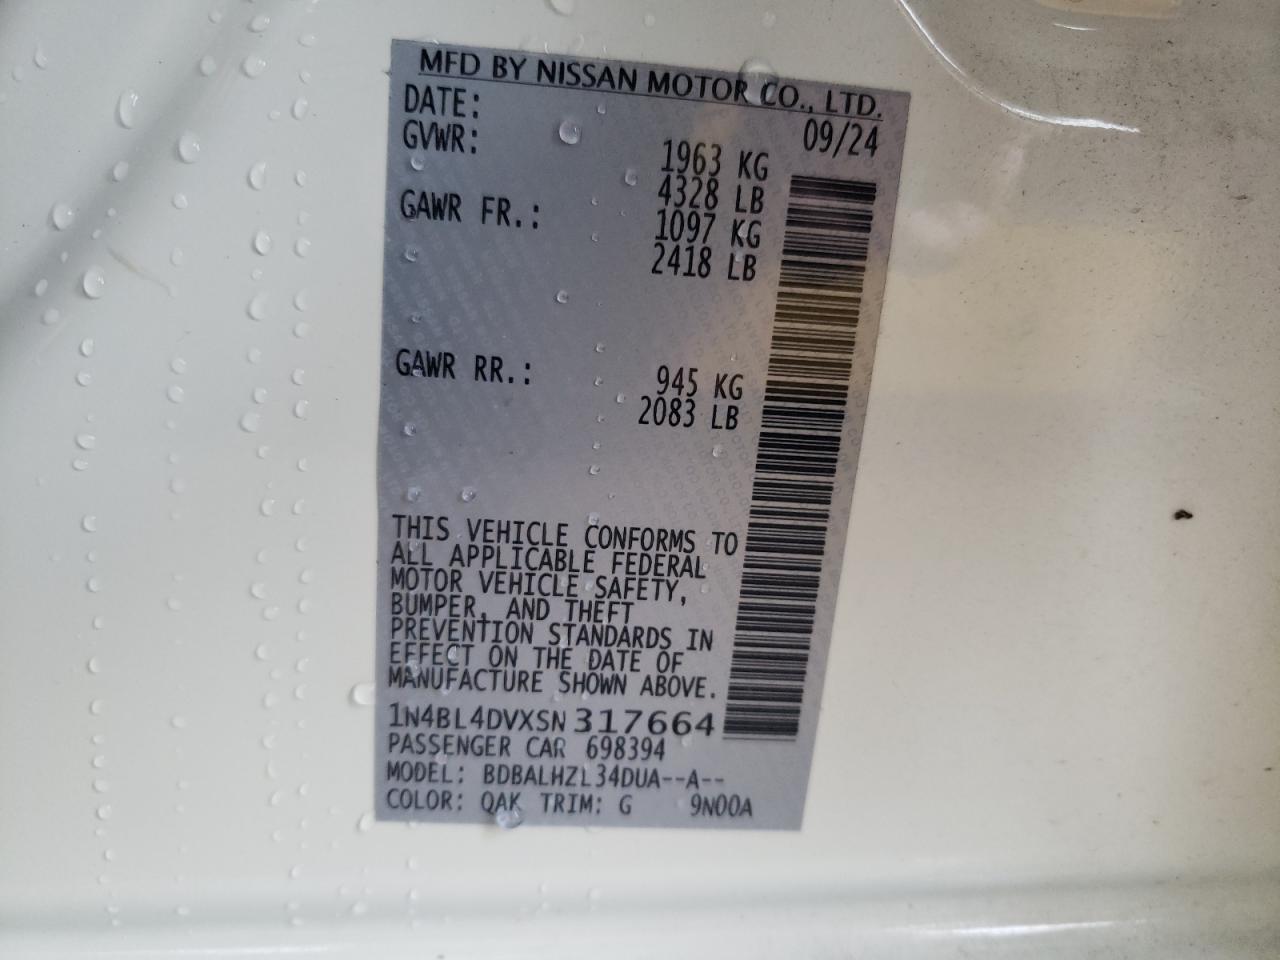 MFD BY NISSAN MOTOR CO., LTD.
DATE: 09/24
GVWR: 1963 KG
4328 LB
GAWR FR.: 1097 KG
2418 LB
GAWR RR.: 945 KG
2083 LB
THIS VEHICLE CONFORMS TO
ALL APPLICABLE FEDERAL
MOTOR VEHICLE SAFETY,
BUMPER, AND THEFT
PREVENTION STANDARDS IN
EFFECT ON THE DATE OF
MANUFACTURE SHOWN ABOVE.
1N4BL4DVXSN317664
PASSENGER CAR 698394
MODEL: BDBALHZL34DUA--A--
COLOR: QAK TRIM: G 9N00A